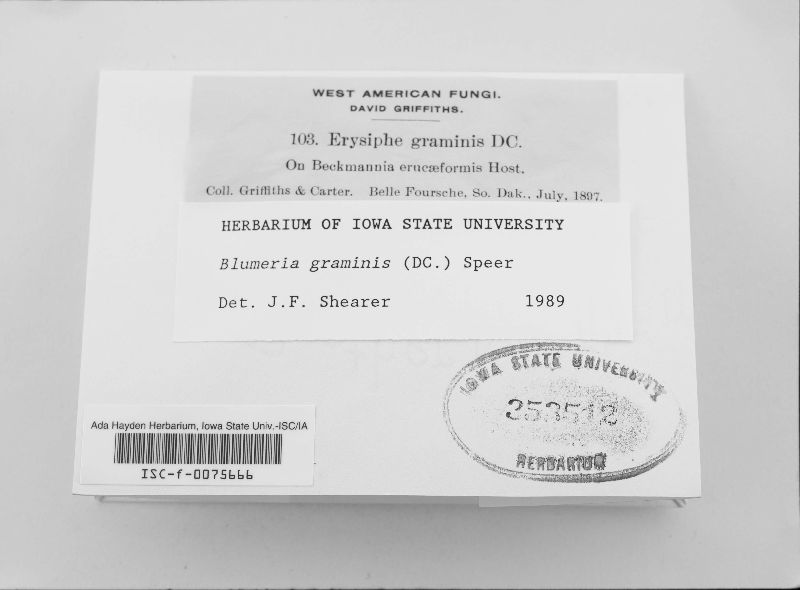 WEST AMERICAN FUNGI.
DAVID GRIFFITHS.
103. Erysiphe graminis DC.
On Beckmannia erucæformis Host.
Coll. Griffiths & Carter. Belle Foursche, So. Dak., July, 1897.
HERBARIUM OF IOWA STATE UNIVERSITY
Blumeria graminis (DC.) Speer
Det. J.F. Shearer 1989
IOWA STATE UNIVERSITY
353512
HERBARIUM
Ada Hayden Herbarium, Iowa State Univ.-ISC/IA
ISC-f-0075666